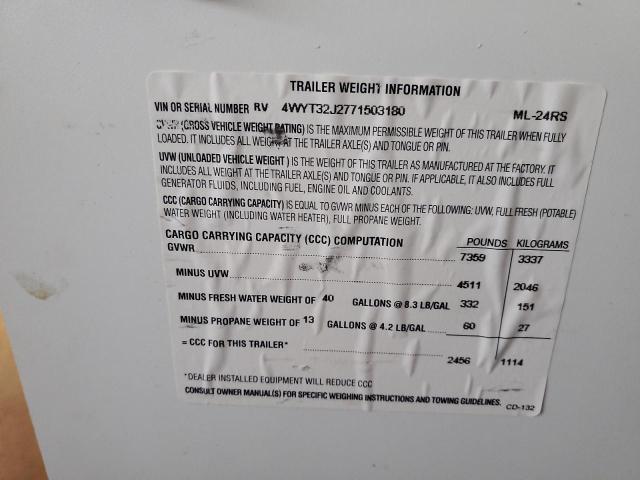 TRAILER WEIGHT INFORMATION
VIN OR SERIAL NUMBER RV 4WYT32J2771503180 ML-24RS
(GROSS VEHICLE WEIGHT RATING) IS THE MAXIMUM PERMISSIBLE WEIGHT OF THIS TRAILER WHEN FULLY
LOADED. IT INCLUDES ALL WEIGHT AT THE TRAILER AXLE(S) AND TONGUE OR PIN.
UVW (UNLOADED VEHICLE WEIGHT ) IS THE WEIGHT OF THIS TRAILER AS MANUFACTURED AT THE FACTORY. IT
INCLUDES ALL WEIGHT AT THE TRAILER AXLE(S) AND TONGUE OR PIN. IF APPLICABLE, IT ALSO INCLUDES FULL
GENERATOR FLUIDS, INCLUDING FUEL, ENGINE OIL AND COOLANTS.
CCC (CARGO CARRYING CAPACITY) IS EQUAL TO GVWR MINUS EACH OF THE FOLLOWING: UVW, FULL FRESH (POTABLE)
WATER WEIGHT (INCLUDING WATER HEATER), FULL PROPANE WEIGHT.
CARGO CARRYING CAPACITY (CCC) COMPUTATION POUNDS KILOGRAMS
GVWR 7359 3337
MINUS UVW 4511 2046
MINUS FRESH WATER WEIGHT OF 40 GALLONS @ 8.3 LB/GAL 332 151
MINUS PROPANE WEIGHT OF 13 GALLONS @ 4.2 LB/GAL 60 27
= CCC FOR THIS TRAILER* 2456 1114
*DEALER INSTALLED EQUIPMENT WILL REDUCE CCC
CONSULT OWNER MANUAL(S) FOR SPECIFIC WEIGHING INSTRUCTIONS AND TOWING GUIDELINES. CD-132